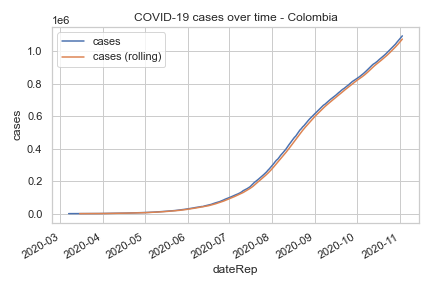 COVID-19 cases over time - Colombia
1e6
cases
cases (rolling)
1.0
0.8
0.6
0.4
0.2
0.0
cases
2020-03
2020-04
2020-05
2020-06
2020-07
2020-08
2020-09
2020-10
2020-11
dateRep